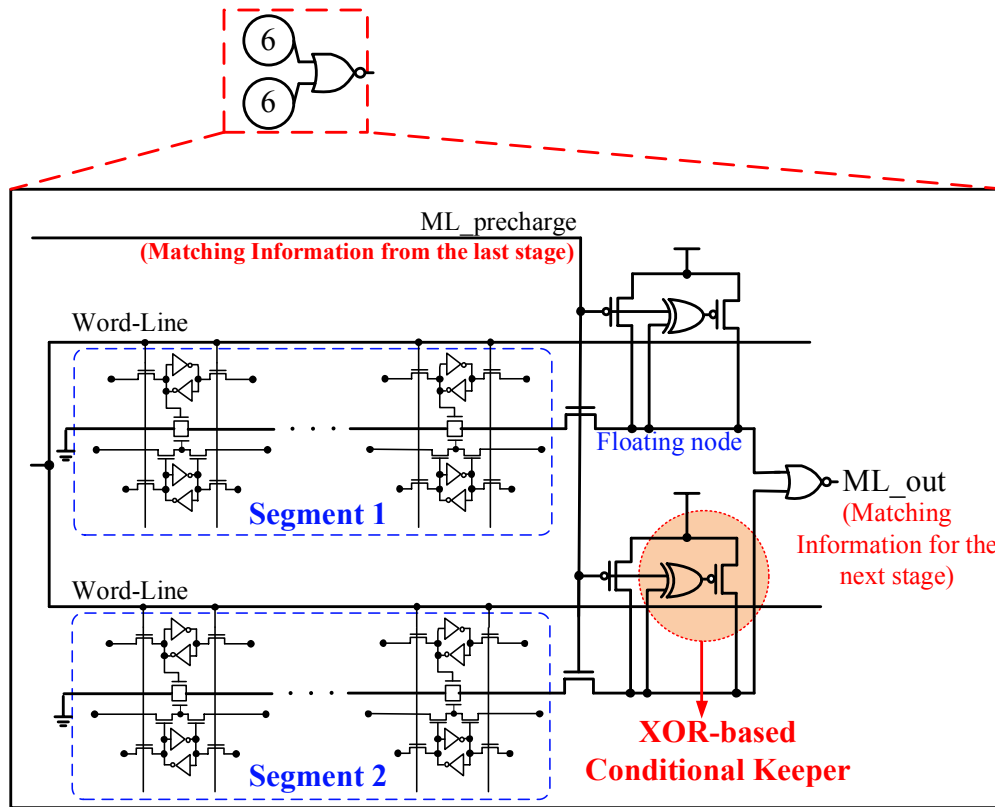 6
6
ML_precharge
(Matching Information from the last stage)
Word-Line
Floating node
Segment 1
ML_out
(Matching
Information for the
next stage)
Word-Line
Segment 2
XOR-based
Conditional Keeper